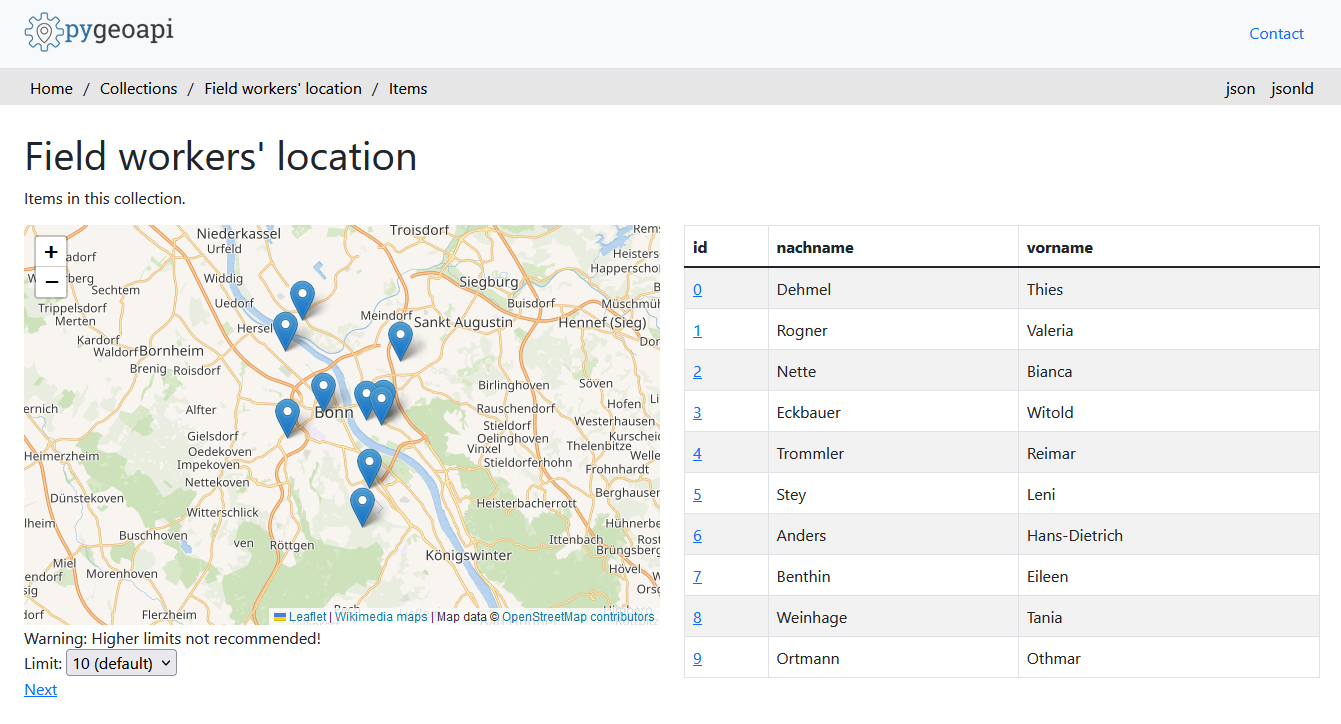 pygeoapi
Contact
Home / Collections / Field workers' location / Items
json jsonld
Field workers' location
Items in this collection.
+
−
Niederkassel
Troisdorf
Urfeld
Widdig
Sechtem
Siegburg
Uedorf
Buisdorf
Trippelsdorf
Merten
Hersel
Meindorf
Sankt Augustin
Hennef (Sieg)
Kardorf
Waldorf
Bornheim
Brenig
Roisdorf
Birlinghoven
Söven
Alfter
Bonn
Rauschendorf
Hofen
Stieldorf
Westerhausen
Gielsdorf
Oelinghoven
Oedekoven
Vinxel
Thelenbitze
Heimerzheim
Impekoven
Stieldorferhohn
Frohnhardt
Nettekoven
Dünstekoven
Heisterbacherrott
Witterschlick
Buschhoven
Ittenbach
Röttgen
Königswinter
Miel
Morenhoven
Hövel
Flerzheim
Leaflet | Wikimedia maps | Map data © OpenStreetMap contributors
Warning: Higher limits not recommended!
Limit: 10 (default)
Next
id nachname vorname
0 Dehmel Thies
1 Rogner Valeria
2 Nette Bianca
3 Eckbauer Witold
4 Trommler Reimar
5 Stey Leni
6 Anders Hans-Dietrich
7 Benthin Eileen
8 Weinhage Tania
9 Ortmann Othmar